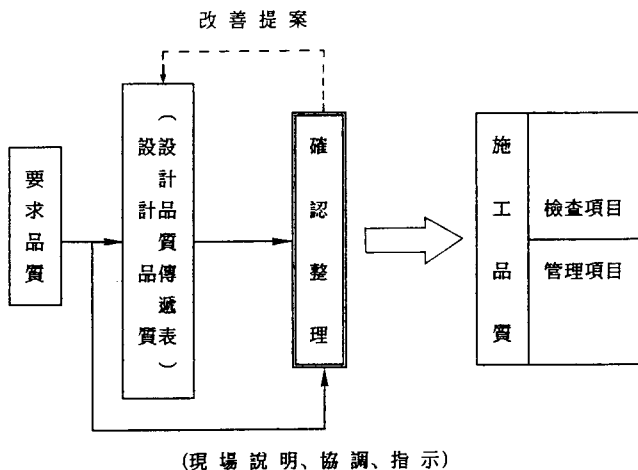 改善提案
要求品質
設計品質
(設計品質傳遞表)
確認整理
施工品質
檢查項目
管理項目
(現場說明、協調、指示)